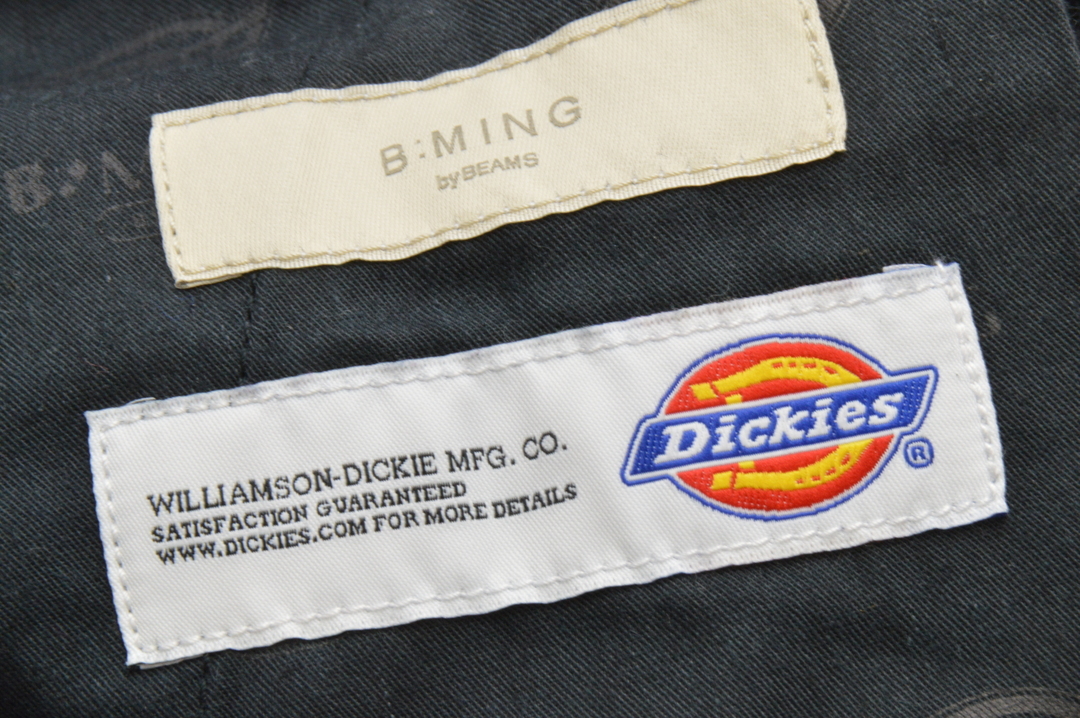 B:MING
by BEAMS
B:M
Dickies
®
WILLIAMSON-DICKIE MFG. CO.
SATISFACTION GUARANTEED
WWW.DICKIES.COM FOR MORE DETAILS